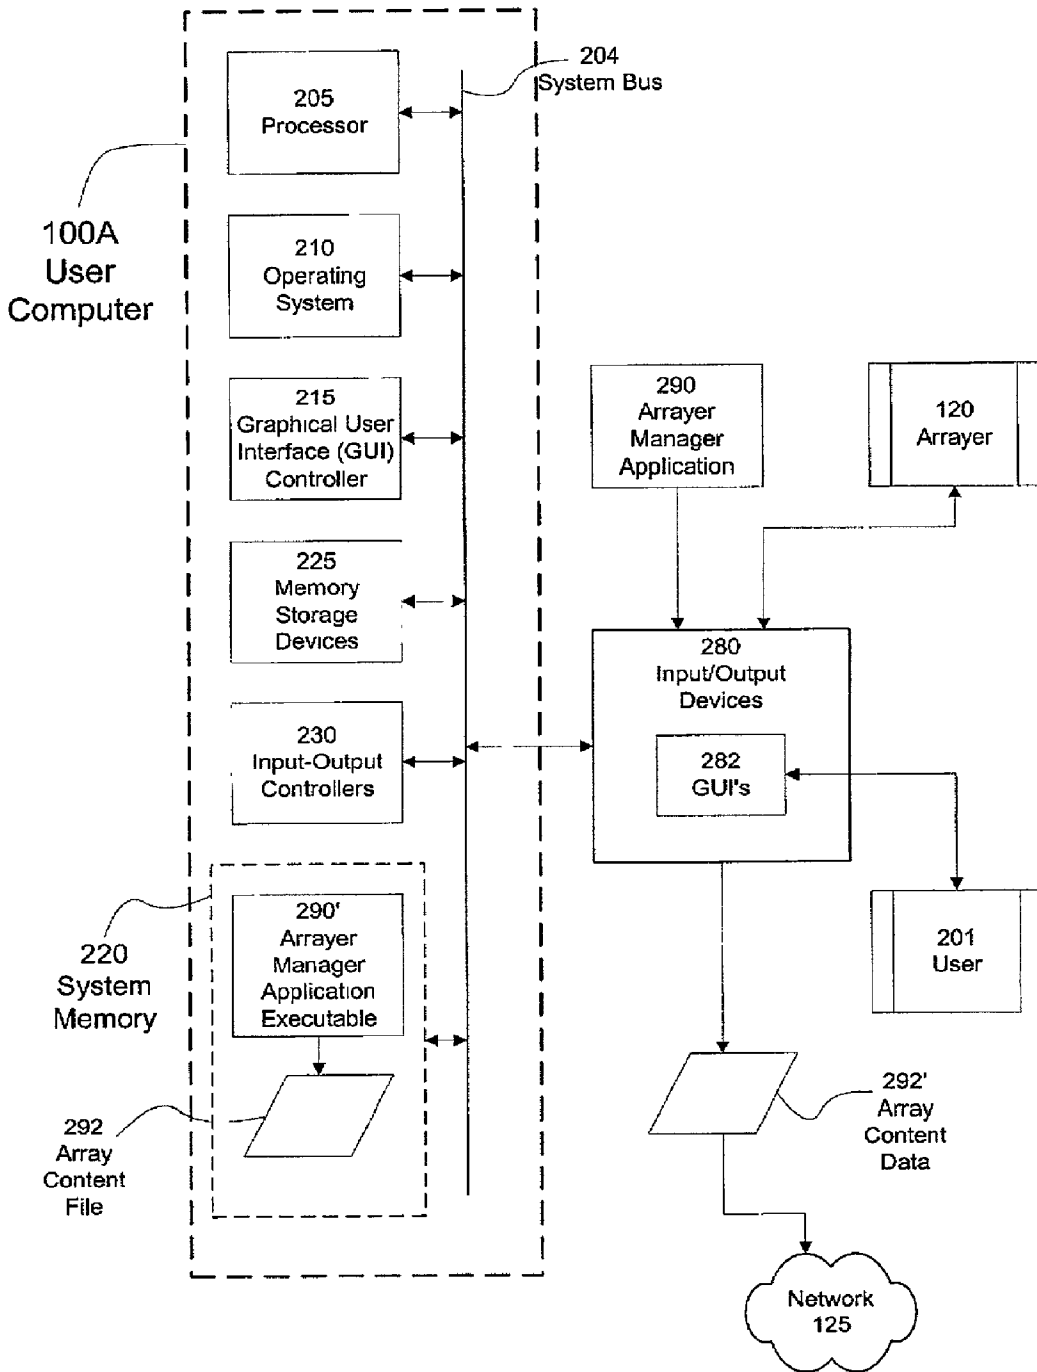 204
System Bus
205
Processor
100A
User
Computer
210
Operating
System
215
Graphical User
Interface (GUI)
Controller
225
Memory
Storage
Devices
230
Input-Output
Controllers
220
System
Memory
290'
Arrayer
Manager
Application
Executable
292
Array
Content
File
290
Arrayer
Manager
Application
120
Arrayer
280
Input/Output
Devices
282
GUI's
201
User
292'
Array
Content
Data
Network
125